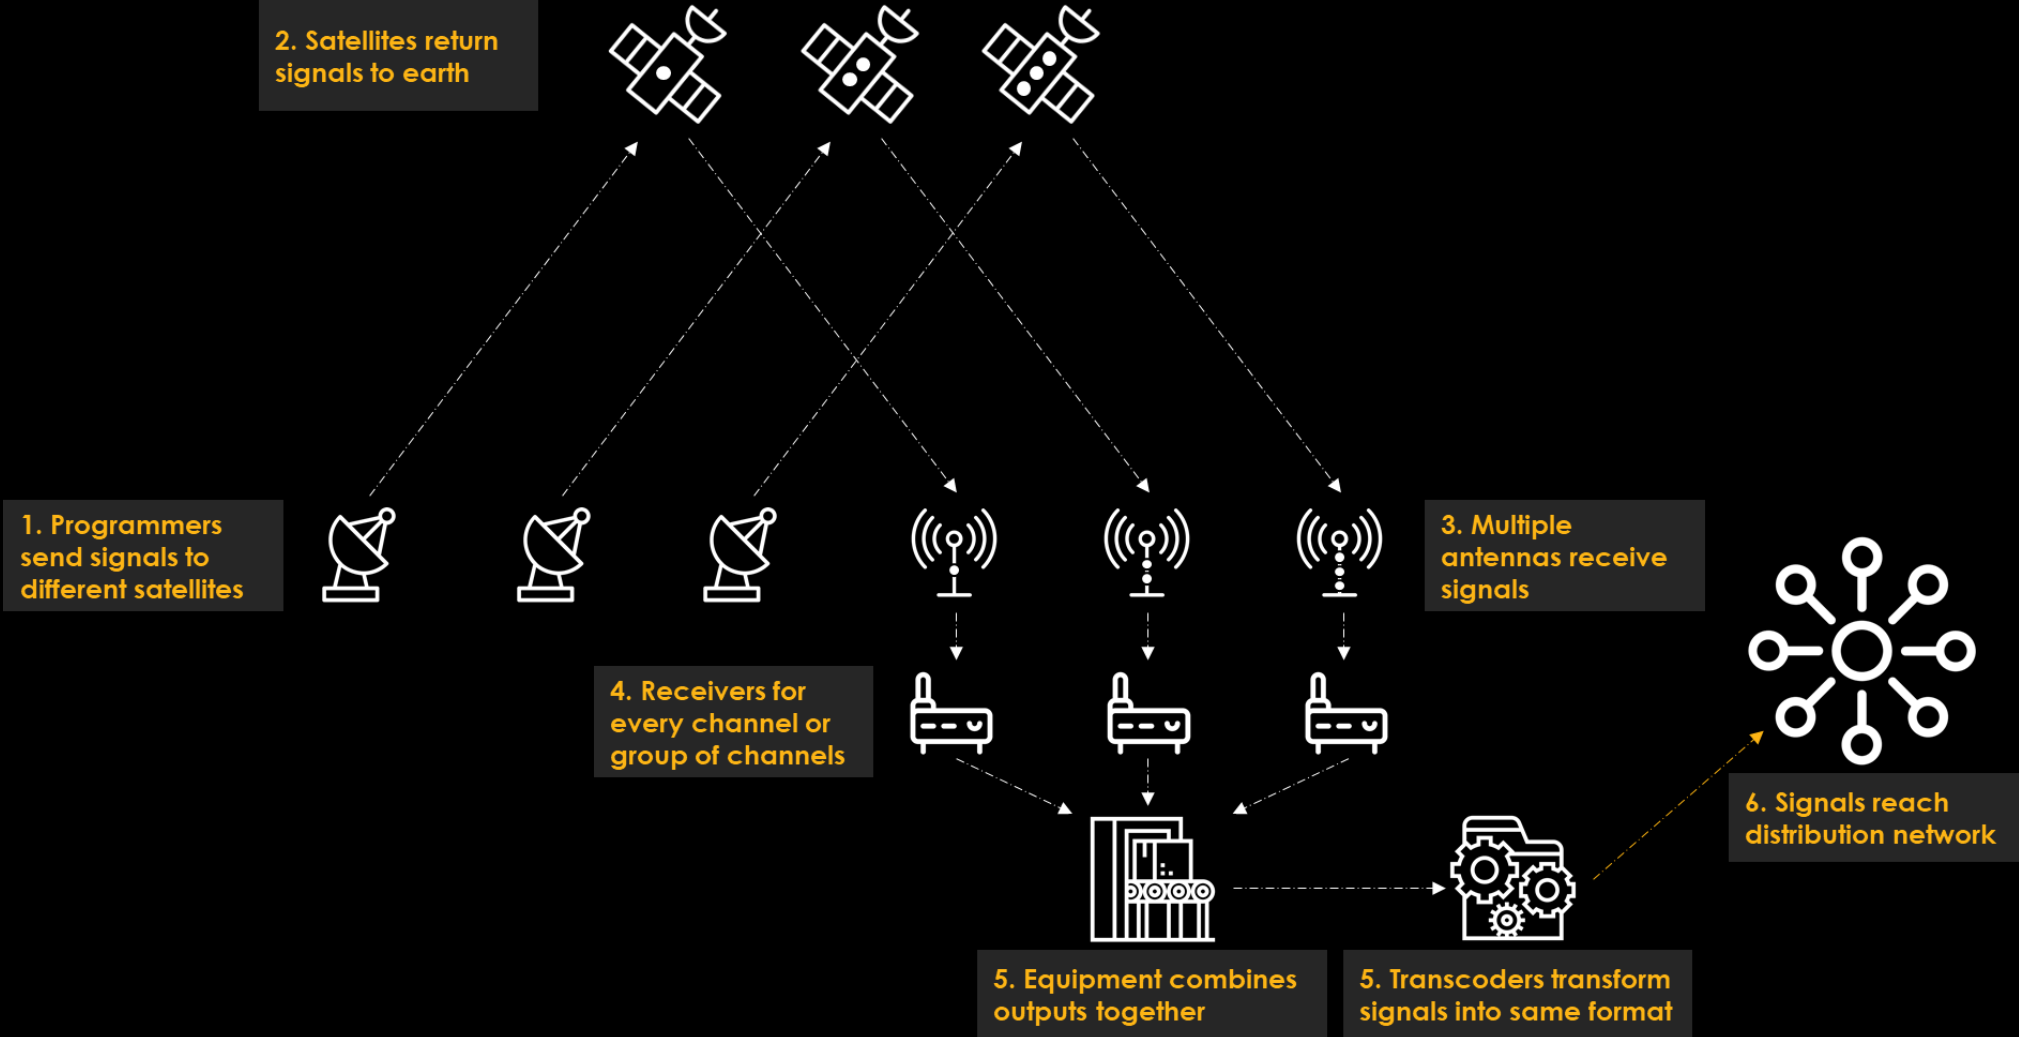 2. Satellites return
signals to earth
1. Programmers
send signals to
different satellites
3. Multiple
antennas receive
signals
4. Receivers for
every channel or
group of channels
6. Signals reach
distribution network
5. Equipment combines
outputs together
5. Transcoders transform
signals into same format